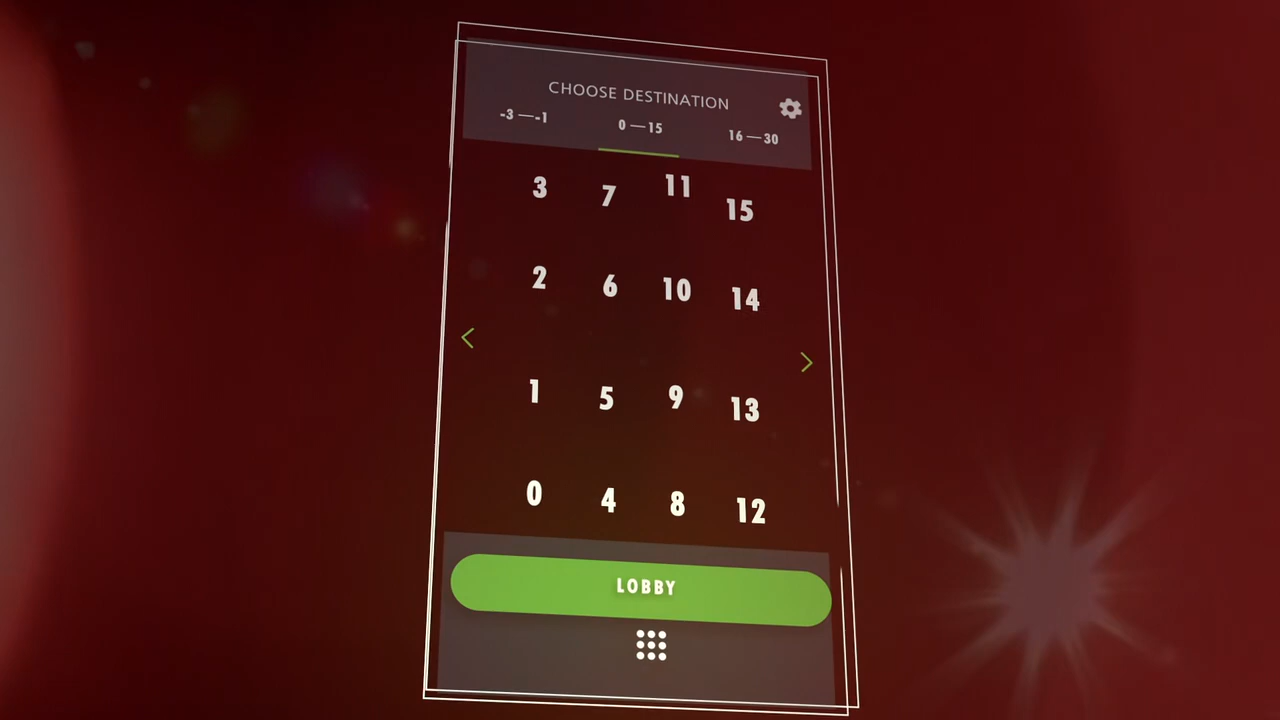 CHOOSE DESTINATION
-3 — -1 0 — 15 16 — 30
3 7 11 15
2 6 10 14
1 5 9 13
0 4 8 12
LOBBY